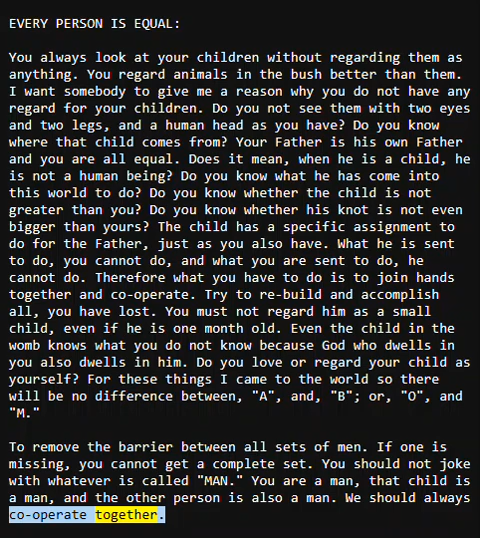 EVERY PERSON IS EQUAL:
You always look at your children without regarding them as
anything. You regard animals in the bush better than them.
I want somebody to give me a reason why you do not have any
regard for your children. Do you not see them with two eyes
and two legs, and a human head as you have? Do you know
where that child comes from? Your Father is his own Father
and you are all equal. Does it mean, when he is a child, he
is not a human being? Do you know what he has come into
this world to do? Do you know whether the child is not
greater than you? Do you know whether his knot is not even
bigger than yours? The child has a specific assignment to
do for the Father, just as you also have. What he is sent
to do, you cannot do, and what you are sent to do, he
cannot do. Therefore what you have to do is to join hands
together and co-operate. Try to re-build and accomplish
all, you have lost. You must not regard him as a small
child, even if he is one month old. Even the child in the
womb knows what you do not know because God who dwells in
you also dwells in him. Do you love or regard your child as
yourself? For these things I came to the world so there
will be no difference between, "A", and, "B"; or, "O", and
"M."
To remove the barrier between all sets of men. If one is
missing, you cannot get a complete set. You should not joke
with whatever is called "MAN." You are a man, that child is
a man, and the other person is also a man. We should always
co-operate together.